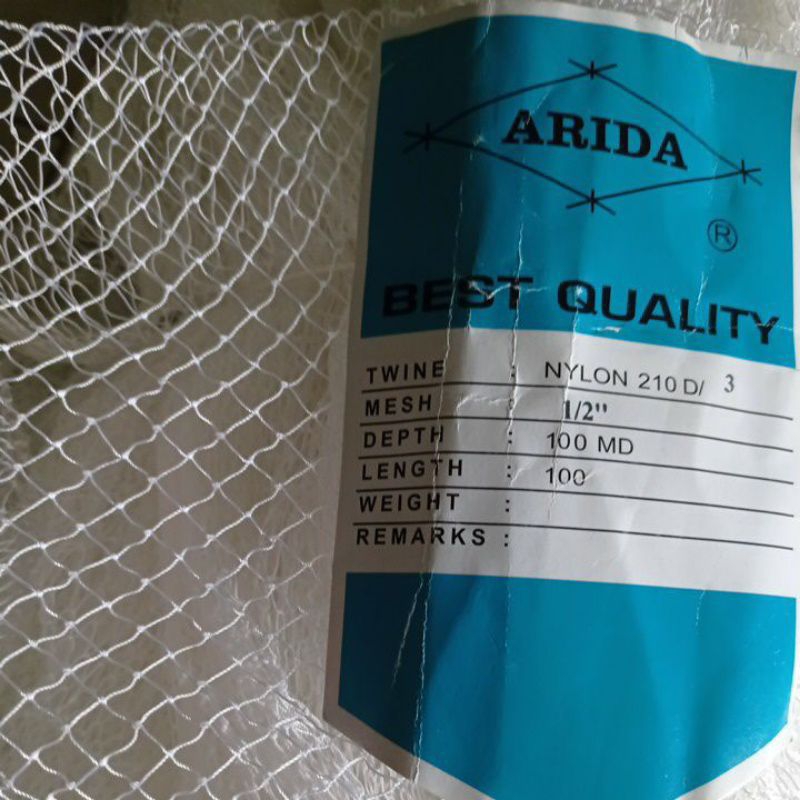 ARIDA
®
BEST QUALITY
TWINE : NYLON 210 D/ 3
MESH : 1/2"
DEPTH : 100 MD
LENGTH : 100
WEIGHT :
REMARKS :